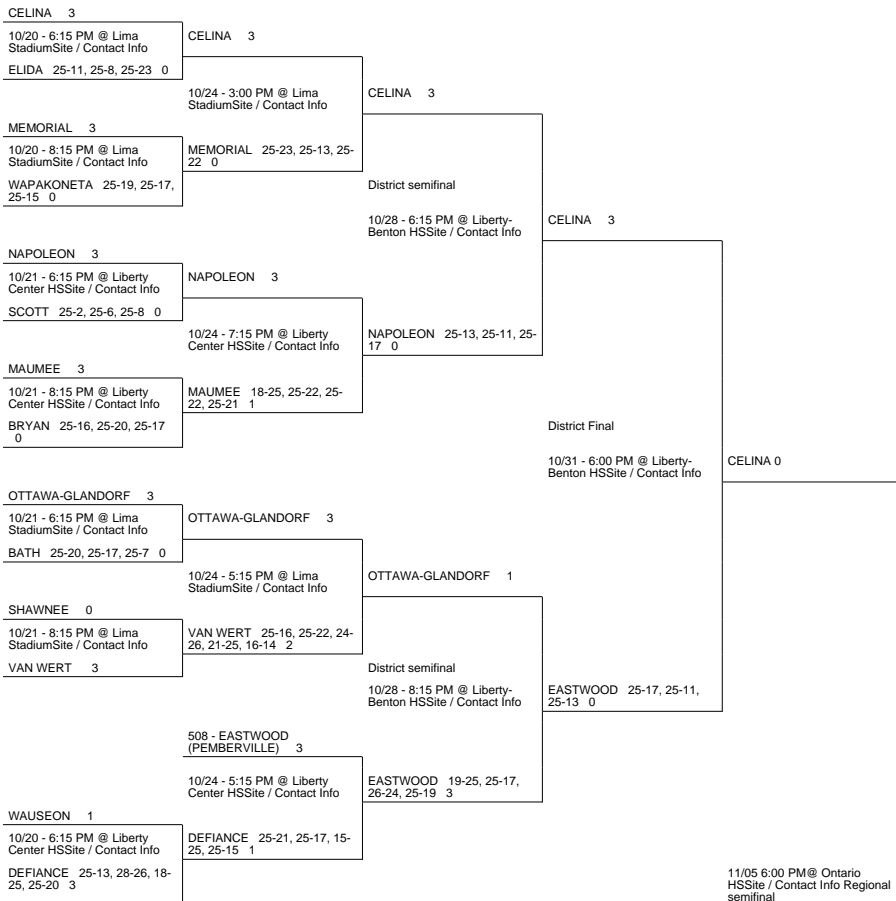 CELINA 3
10/20 - 6:15 PM @ Lima
StadiumSite / Contact Info
ELIDA 25-11, 25-8, 25-23 0
MEMORIAL 3
10/20 - 8:15 PM @ Lima
StadiumSite / Contact Info
WAPAKONETA 25-19, 25-17,
25-15 0
NAPOLEON 3
10/21 - 6:15 PM @ Liberty
Center HSSite / Contact Info
SCOTT 25-2, 25-6, 25-8 0
MAUMEE 3
10/21 - 8:15 PM @ Liberty
Center HSSite / Contact Info
BRYAN 25-16, 25-20, 25-17
0
OTTAWA-GLANDORF 3
10/21 - 6:15 PM @ Lima
StadiumSite / Contact Info
BATH 25-20, 25-17, 25-7 0
SHAWNEE 0
10/21 - 8:15 PM @ Lima
StadiumSite / Contact Info
VAN WERT 3
WAUSEON 1
10/20 - 6:15 PM @ Liberty
Center HSSite / Contact Info
DEFIANCE 25-13, 28-26, 18-
25, 25-20 3
CELINA 3
10/24 - 3:00 PM @ Lima
StadiumSite / Contact Info
MEMORIAL 25-23, 25-13, 25-
22 0
NAPOLEON 3
10/24 - 7:15 PM @ Liberty
Center HSSite / Contact Info
MAUMEE 18-25, 25-22, 25-
22, 25-21 1
OTTAWA-GLANDORF 3
10/24 - 5:15 PM @ Lima
StadiumSite / Contact Info
VAN WERT 25-16, 25-22, 24-
26, 21-25, 16-14 2
508 - EASTWOOD
(PEMBERVILLE) 3
10/24 - 5:15 PM @ Liberty
Center HSSite / Contact Info
DEFIANCE 25-21, 25-17, 15-
25, 25-15 1
CELINA 3
District semifinal
10/28 - 6:15 PM @ Liberty-
Benton HSSite / Contact Info
NAPOLEON 25-13, 25-11, 25-
17 0
OTTAWA-GLANDORF 1
District semifinal
10/28 - 8:15 PM @ Liberty-
Benton HSSite / Contact Info
EASTWOOD 19-25, 25-17,
26-24, 25-19 3
CELINA 3
District Final
10/31 - 6:00 PM @ Liberty-
Benton HSSite / Contact Info
EASTWOOD 25-17, 25-11,
25-13 0
CELINA 0
11/05 6:00 PM@ Ontario
HSSite / Contact Info Regional
semifinal